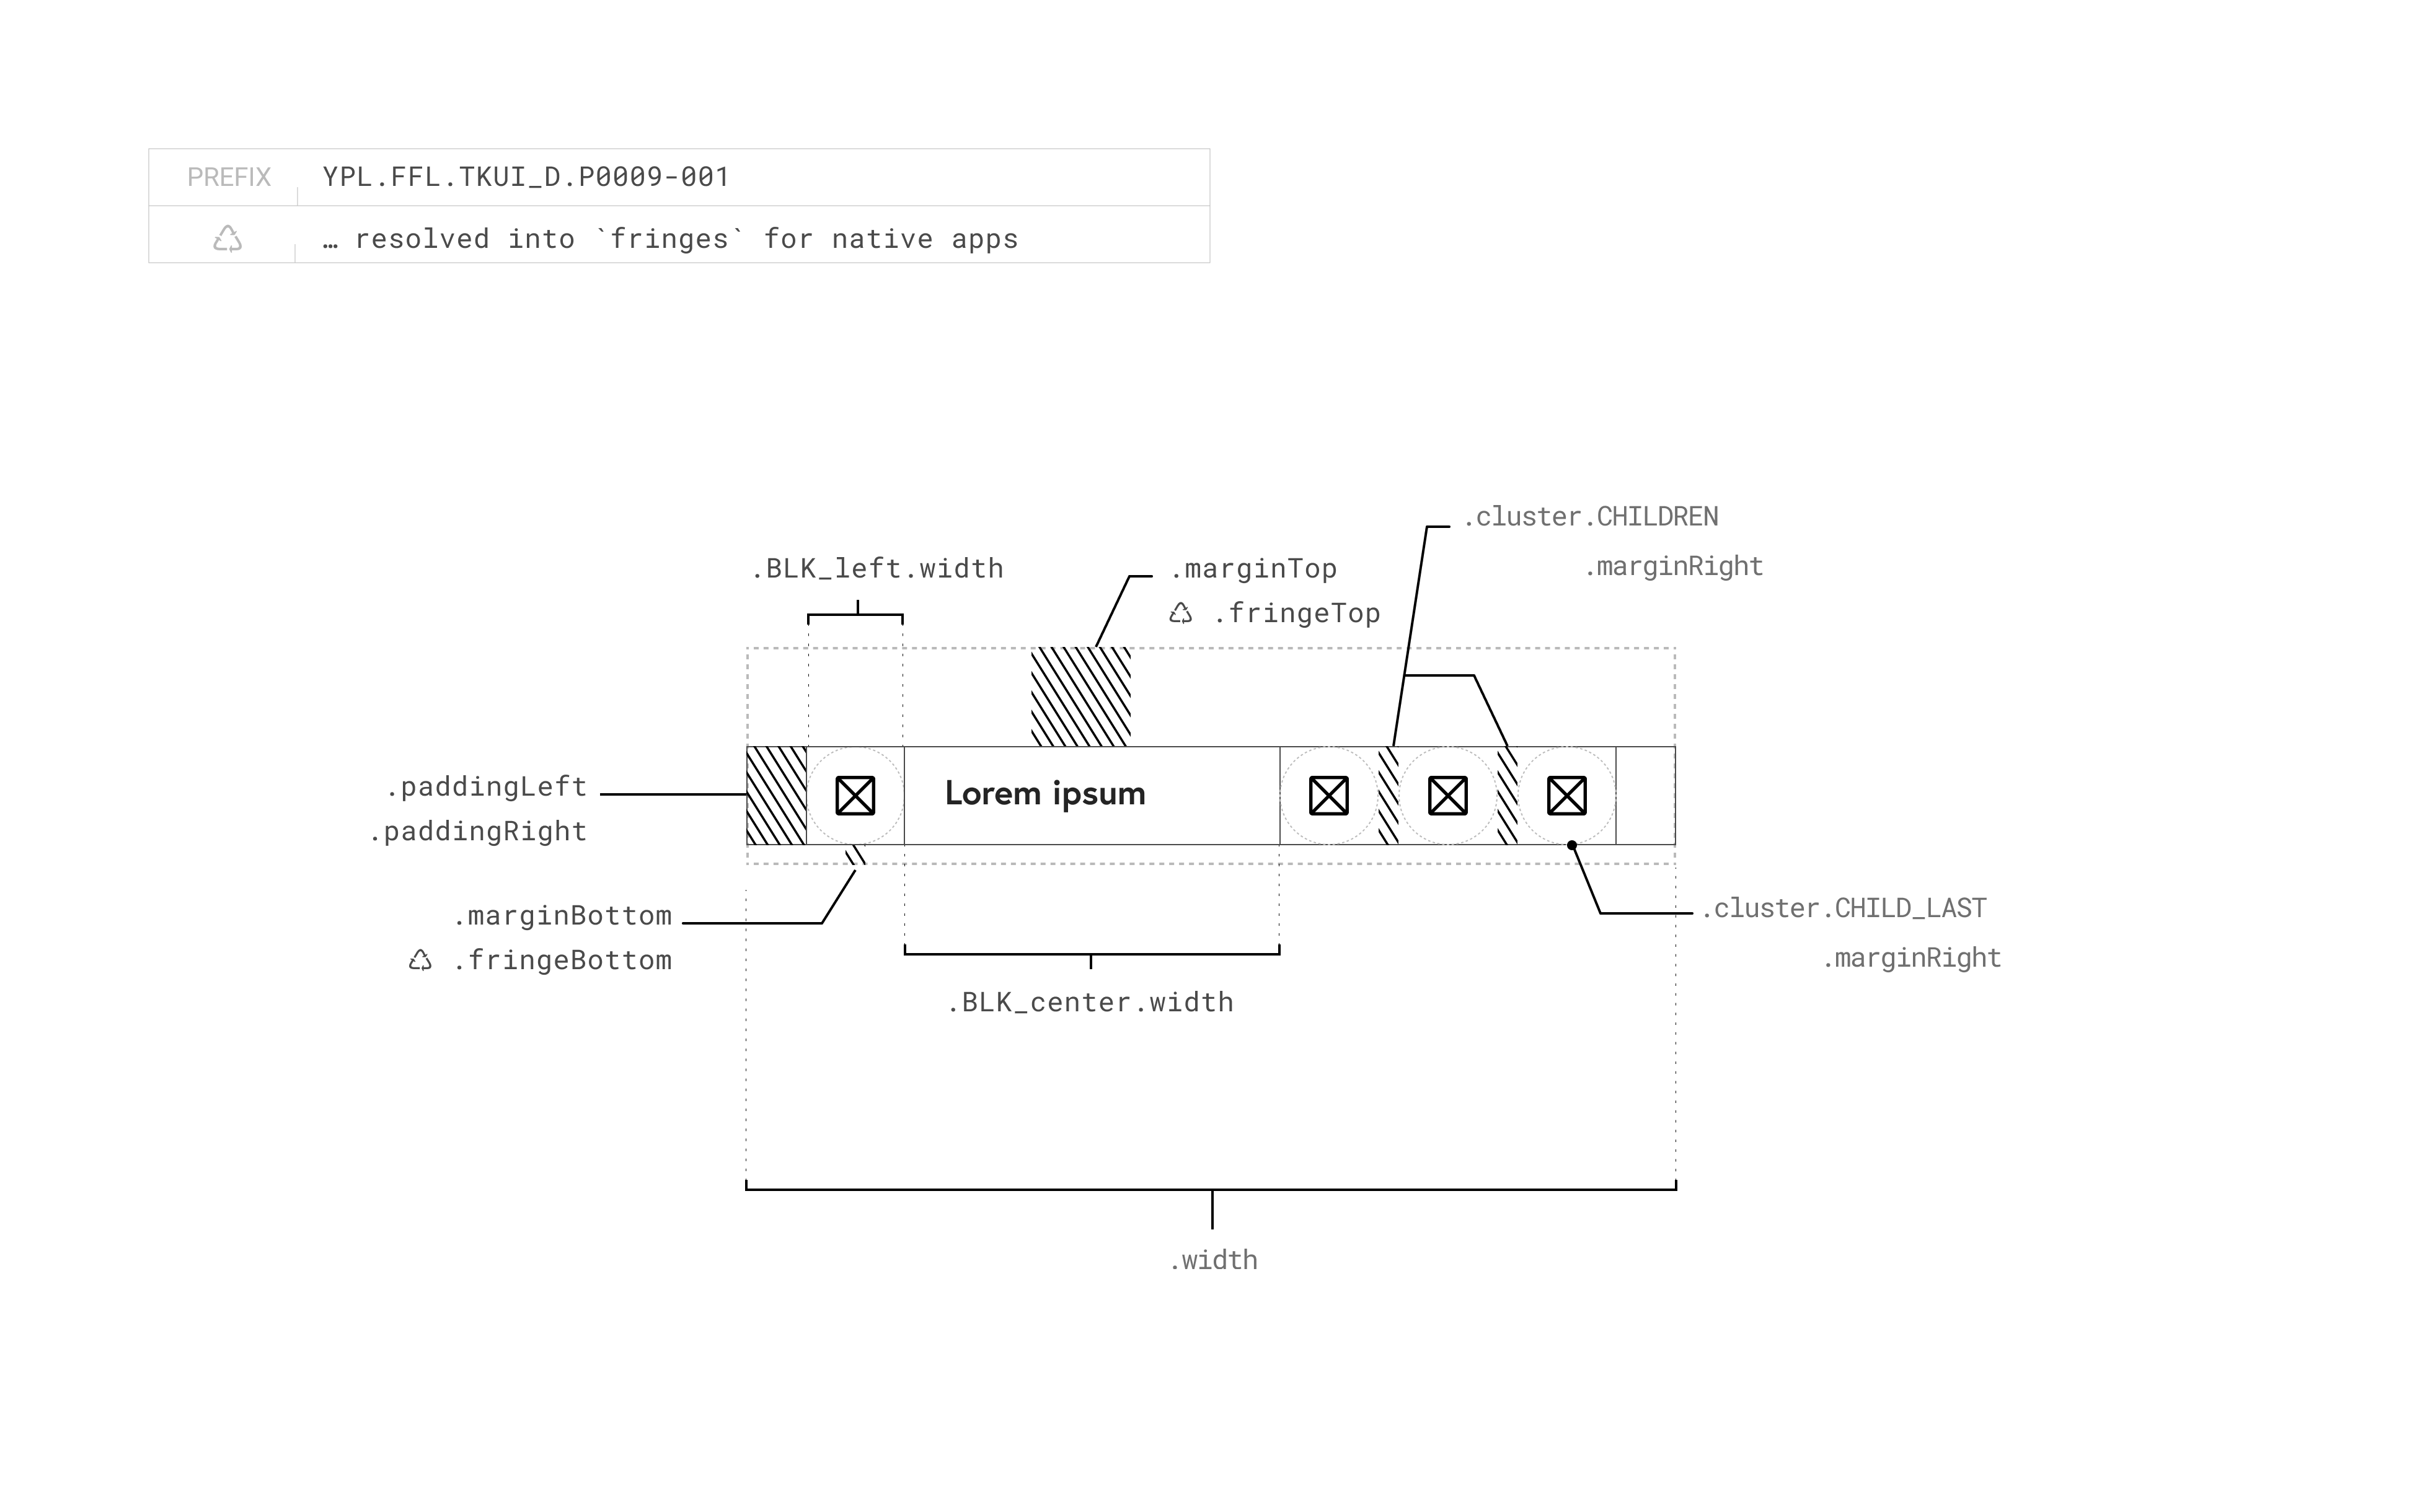 PREFIX YPL.FFL.TKUI_D.P0009-001
… resolved into `fringes` for native apps
.cluster.CHILDREN
.marginRight
.BLK_left.width
.marginTop
.fringeTop
.paddingLeft
.paddingRight
Lorem ipsum
.marginBottom
.fringeBottom
.cluster.CHILD_LAST
.marginRight
.BLK_center.width
.width